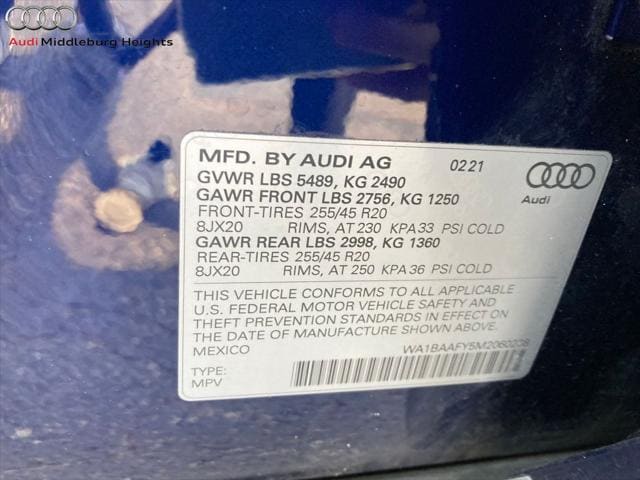 Audi Middleburg Heights
MFD. BY AUDI AG 02 21
GVWR LBS 5489, KG 2490
GAWR FRONT LBS 2756, KG 1250
FRONT-TIRES 255/45 R20
8JX20 RIMS, AT 230 KPA 33 PSI COLD
GAWR REAR LBS 2998, KG 1360
REAR-TIRES 255/45 R20
8JX20 RIMS, AT 250 KPA 36 PSI COLD
Audi
THIS VEHICLE CONFORMS TO ALL APPLICABLE
U.S. FEDERAL MOTOR VEHICLE SAFETY AND
THEFT PREVENTION STANDARDS IN EFFECT ON
THE DATE OF MANUFACTURE SHOWN ABOVE.
MEXICO WA1BAAFY5M2060238
TYPE:
MPV